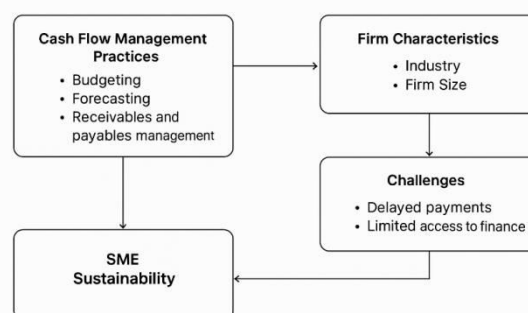 Cash Flow Management
Practices
• Budgeting
• Forecasting
• Receivables and
payables management
Firm Characteristics
• Industry
• Firm Size
Challenges
• Delayed payments
• Limited access to finance
SME
Sustainability